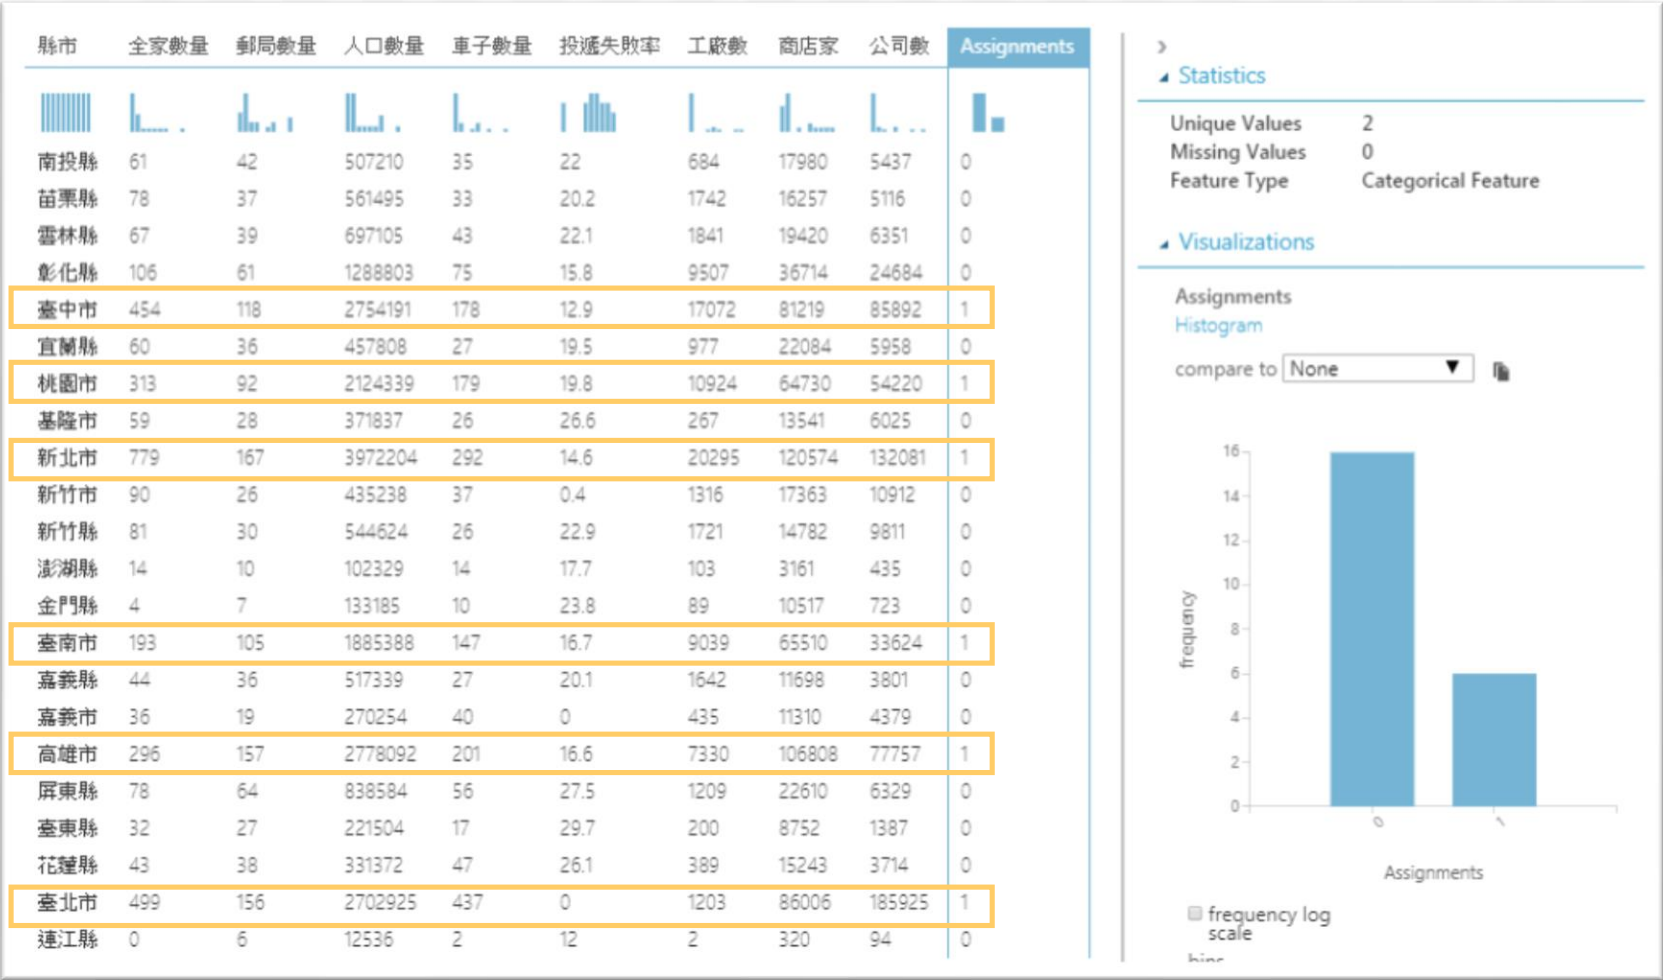 縣市 全家數量 郵局數量 人口數量 車子數量 投遞失敗率 工廠數 商店家 公司數 Assignments
南投縣 61 42 507210 35 22 684 17980 5437 0
苗栗縣 78 37 561495 33 20.2 1742 16257 5116 0
雲林縣 67 39 697105 43 22.1 1841 19420 6351 0
彰化縣 106 61 1288803 75 15.8 9507 36714 24684 0
臺中市 454 118 2754191 178 12.9 17072 81219 85892 1
宜蘭縣 60 36 457808 27 19.5 977 22084 5958 0
桃園市 313 92 2124339 179 19.8 10924 64730 54220 1
基隆市 59 28 371837 26 26.6 267 13541 6025 0
新北市 779 167 3972204 292 14.6 20295 120574 132081 1
新竹市 90 26 435238 37 0.4 1316 17363 10912 0
新竹縣 81 30 544624 26 22.9 1721 14782 9811 0
澎湖縣 14 10 102329 14 17.7 103 3161 435 0
金門縣 4 7 133185 10 23.8 89 10517 723 0
臺南市 193 105 1885388 147 16.7 9039 65510 33624 1
嘉義縣 44 36 517339 27 20.1 1642 11698 3801 0
嘉義市 36 19 270254 40 0 435 11310 4379 0
高雄市 296 157 2778092 201 16.6 7330 106808 77757 1
屏東縣 78 64 838584 56 27.5 1209 22610 6329 0
臺東縣 32 27 221504 17 29.7 200 8752 1387 0
花蓮縣 43 38 331372 47 26.1 389 15243 3714 0
臺北市 499 156 2702925 437 0 1203 86006 185925 1
連江縣 0 6 12536 2 12 2 320 94 0
Statistics
Unique Values 2
Missing Values 0
Feature Type Categorical Feature
Visualizations
Assignments
Histogram
compare to None
16
14
12
10
8
6
4
2
0
frequency
0 1
Assignments
frequency log
scale
bins